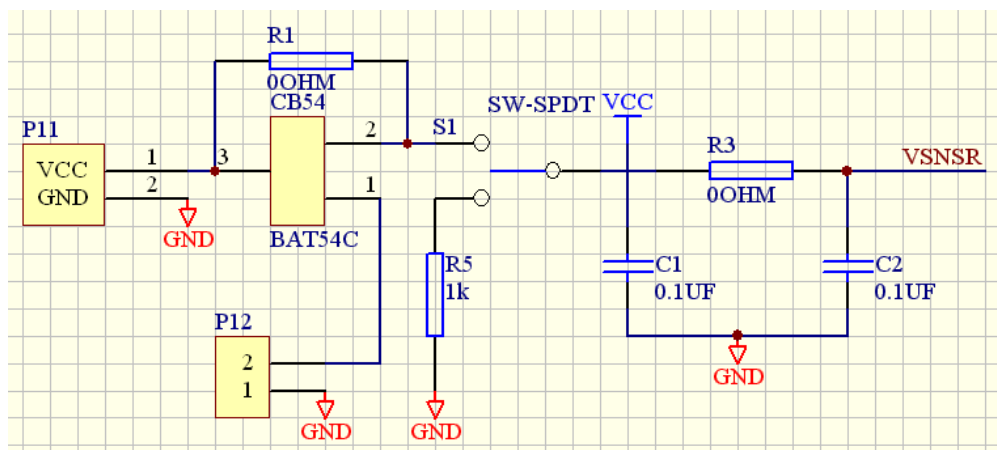 R1
0OHM
CB54
SW-SPDT
VCC
P11
2
S1
R3
VCC
1
3
VSNSR
GND
2
1
0OHM
GND
BAT54C
R5
1k
C1
0.1UF
C2
0.1UF
P12
2
1
GND
GND
GND